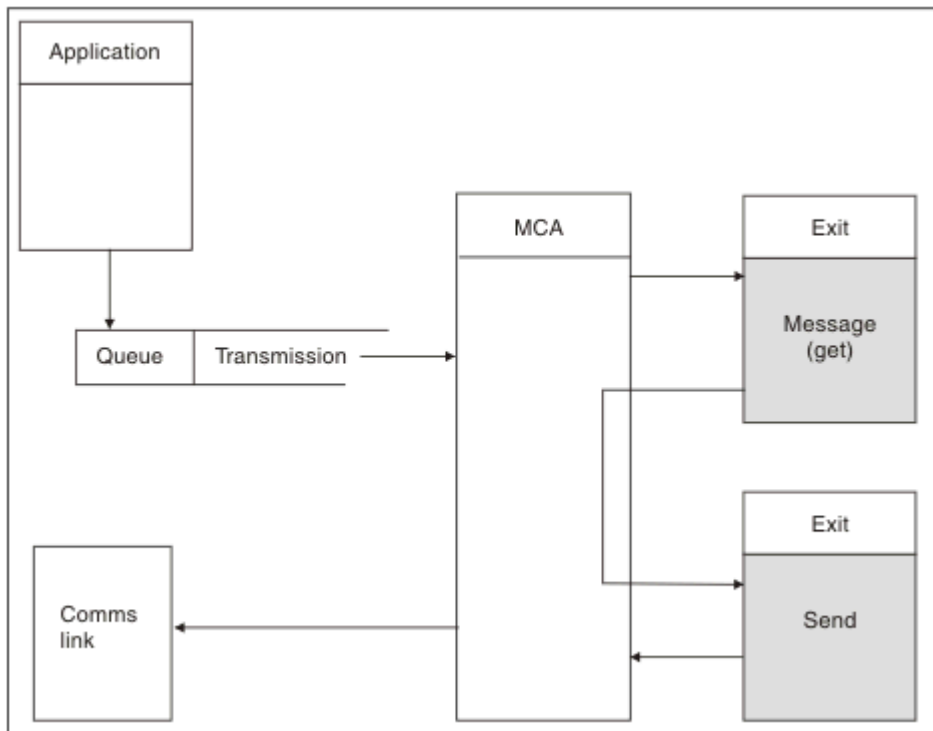 Application
MCA
Exit
Message
(get)
Queue
Transmission
Exit
Send
Comms
link